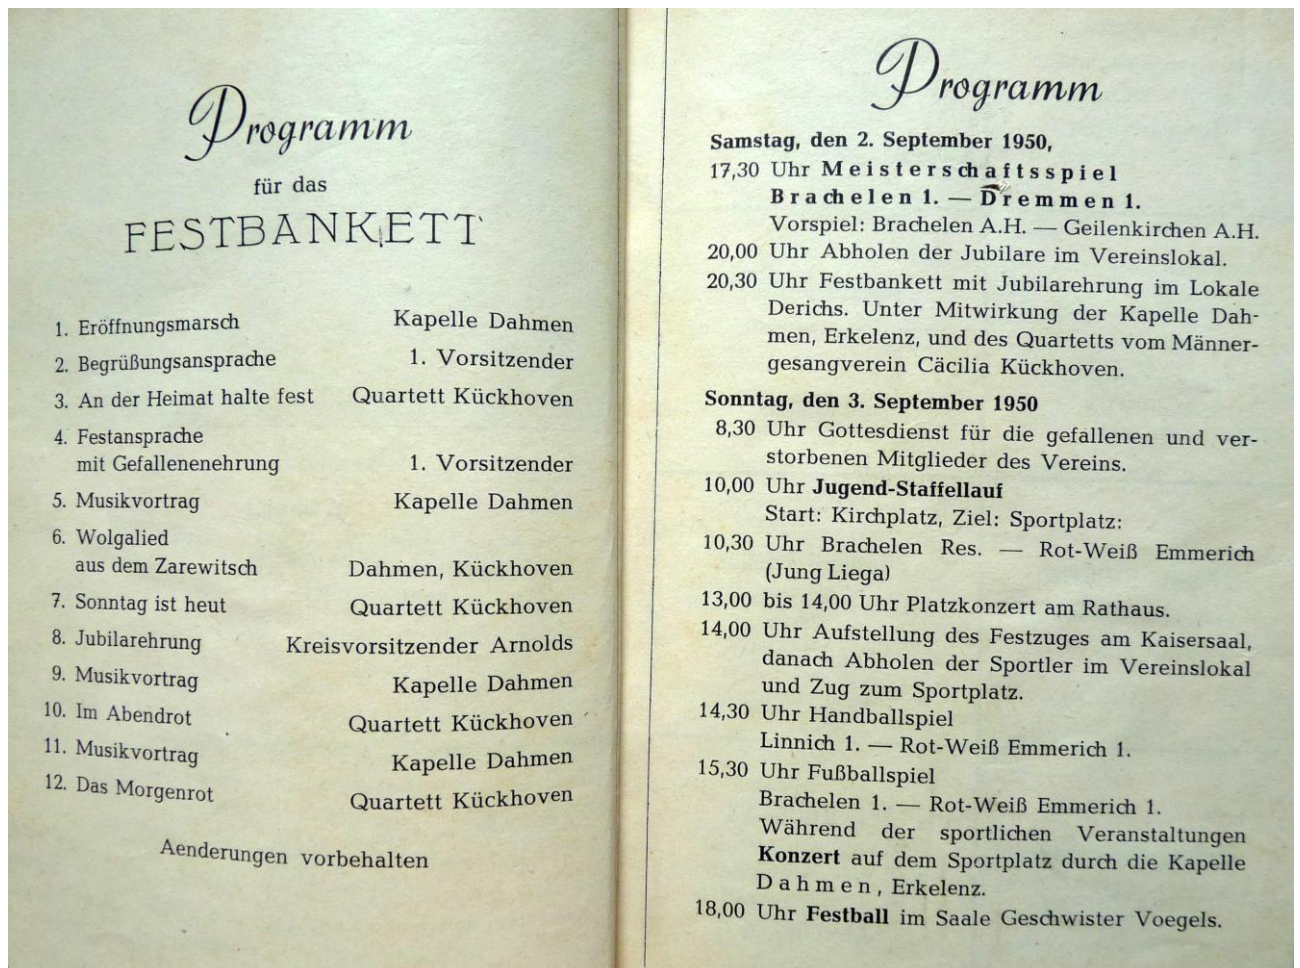 Programm
für das
FESTBANKETT
1. Eröffnungsmarsch Kapelle Dahmen
2. Begrüßungsansprache 1. Vorsitzender
3. An der Heimat halte fest Quartett Kückhoven
4. Festansprache
mit Gefallenenehrung 1. Vorsitzender
5. Musikvortrag Kapelle Dahmen
6. Wolgalied
aus dem Zarewitsch Dahmen, Kückhoven
7. Sonntag ist heut Quartett Kückhoven
8. Jubilarehrung Kreisvorsitzender Arnolds
9. Musikvortrag Kapelle Dahmen
10. Im Abendrot Quartett Kückhoven
11. Musikvortrag Kapelle Dahmen
12. Das Morgenrot Quartett Kückhoven
Aenderungen vorbehalten
Programm
Samstag, den 2. September 1950,
17,30 Uhr Meisterschaftsspiel
Brachelen 1. — Dremmen 1.
Vorspiel: Brachelen A.H. — Geilenkirchen A.H.
20,00 Uhr Abholen der Jubilare im Vereinslokal.
20,30 Uhr Festbankett mit Jubilarehrung im Lokale
Derichs. Unter Mitwirkung der Kapelle Dah-
men, Erkelenz, und des Quartetts vom Männer-
gesangverein Cäcilia Kückhoven.
Sonntag, den 3. September 1950
8,30 Uhr Gottesdienst für die gefallenen und ver-
storbenen Mitglieder des Vereins.
10,00 Uhr Jugend-Staffellauf
Start: Kirchplatz, Ziel: Sportplatz:
10,30 Uhr Brachelen Res. — Rot-Weiß Emmerich
(Jung Liega)
13,00 bis 14,00 Uhr Platzkonzert am Rathaus.
14,00 Uhr Aufstellung des Festzuges am Kaisersaal,
danach Abholen der Sportler im Vereinslokal
und Zug zum Sportplatz.
14,30 Uhr Handballspiel
Linnich 1. — Rot-Weiß Emmerich 1.
15,30 Uhr Fußballspiel
Brachelen 1. — Rot-Weiß Emmerich 1.
Während der sportlichen Veranstaltungen
Konzert auf dem Sportplatz durch die Kapelle
Dahmen, Erkelenz.
18,00 Uhr Festball im Saale Geschwister Voegels.